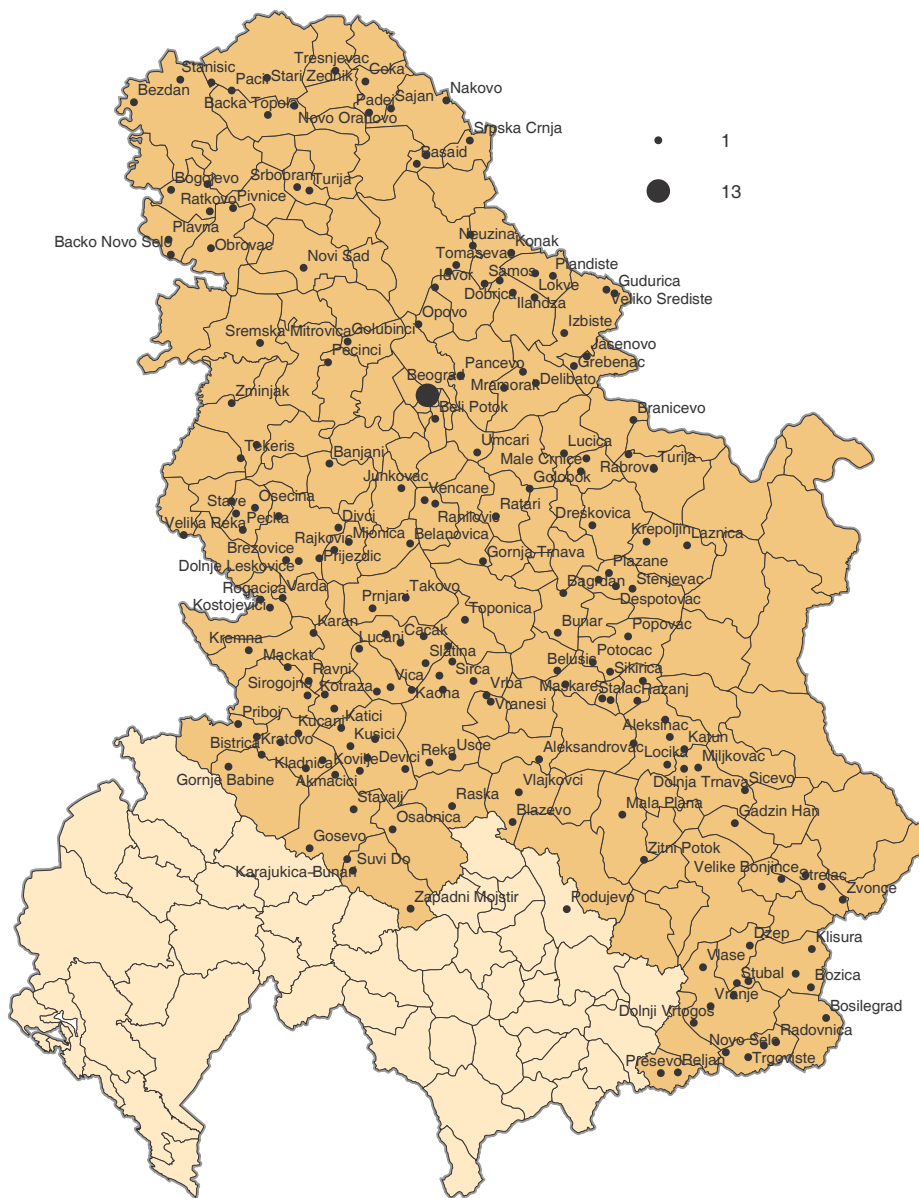 Tresnjevac
Stanisic
Coka
Paci
Stari Zednik
Bezdan
Backa Topola
Padej
Sajan
Nakovo
Novo Orahovo
Srpska Crnja
1
Basaid
Bogojevo
Srbobran
Turija
13
Ratkovo
Pivnice
Plavna
Backo Novo Selo
Obrovac
Neuzina
Konak
Novi Sad
Tomasevac
Samos
Plandiste
Lokve
Gudurica
Dobrica
Ilandza
Veliko Srediste
Opovo
Izbiste
Sremska Mitrovica
Golubinci
Jasenovo
Pecinci
Pancevo
Grebenac
Beograd
Mramorak
Delibato
Zminjak
Beli Potok
Branicevo
Tekeris
Banjani
Umcari
Lucica
Male Crnice
Rabrovo
Turija
Junkovac
Golobok
Stave
Osecina
Vencane
Ratari
Velika Reka
Pecka
Divci
Ranilovic
Dreskovica
Krepoljin
Laznica
Brezovice
Rajkovic
Mionica
Belanovica
Dolnje Leskovice
Prijezdic
Gornja Trnava
Plazane
Bagrdan
Stenjevac
Rogacica
Varda
Prnjani
Takovo
Despotovac
Kostojevici
Toponica
Karan
Cacak
Bunar
Popovac
Kremna
Lucani
Slatina
Potocac
Mackat
Ravni
Vica
Sirca
Belusic
Sikirica
Sirogojno
Kotraza
Kaona
Vrba
Maskare
Stalac
Razanj
Vranesi
Priboj
Kucani
Katici
Aleksinac
Bistrica
Kratovo
Kusici
Reka
Usce
Aleksandrovac
Katun
Locika
Miljkovac
Gornje Babine
Kladnica
Kovilje
Devici
Dolnja Trnava
Sicevo
Akmacici
Vlajkovci
Stavalj
Raska
Blazevo
Mala Plana
Gadzin Han
Osaonica
Gosevo
Zitni Potok
Karajukica Bunari
Suvi Do
Velike Bonjince
Strelac
Zvonce
Zapadni Mojstir
Podujevo
Dzep
Klisura
Vlase
Stubal
Bozica
Vranje
Dolnji Vrtogos
Bosilegrad
Novo Selo
Radovnica
Presevo
Reljan
Trgoviste